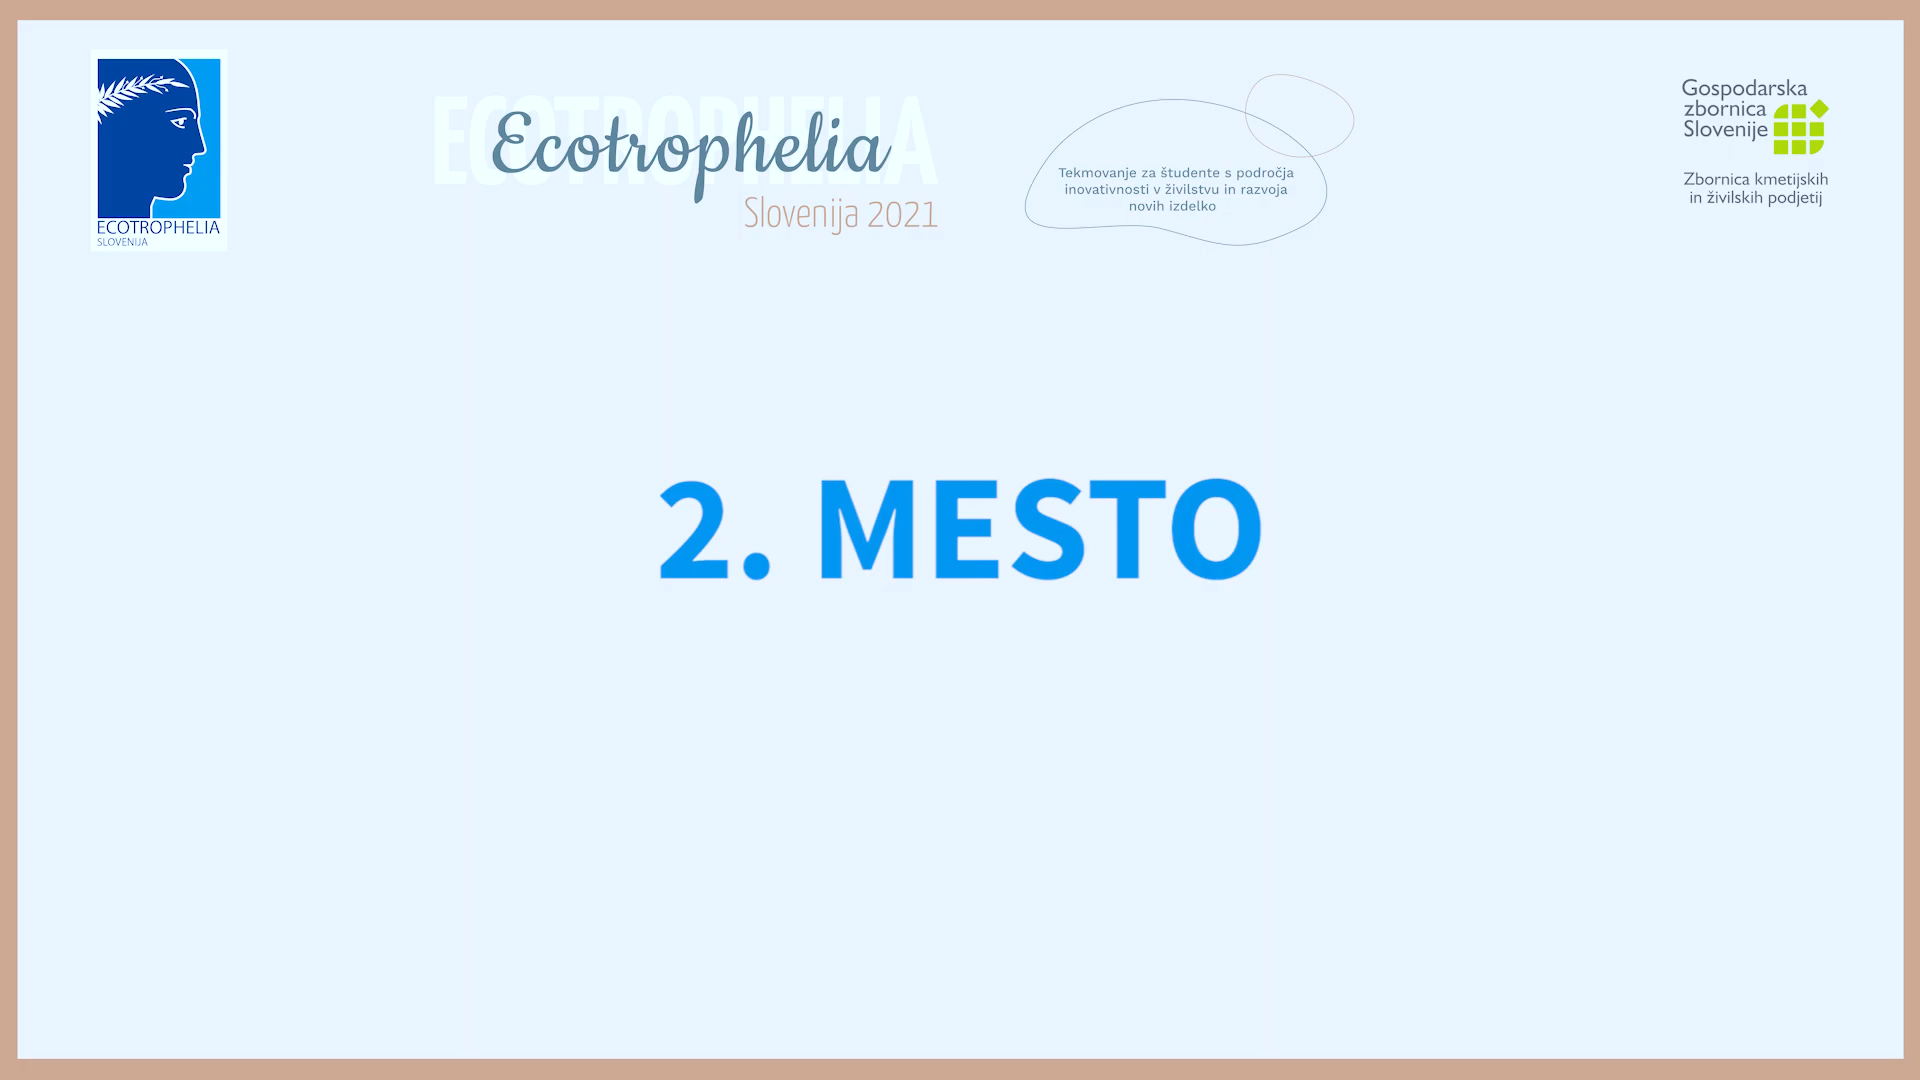 ECOTROPHELIA
SLOVENIJA
ECOTROPHELIA
Ecotrophelia
Slovenija 2021
Tekmovanje za študente s področja
inovativnosti v živilstvu in razvoja
novih izdelko
Gospodarska
zbornica
Slovenije
Zbornica kmetijskih
in živilskih podjetij
2. MESTO